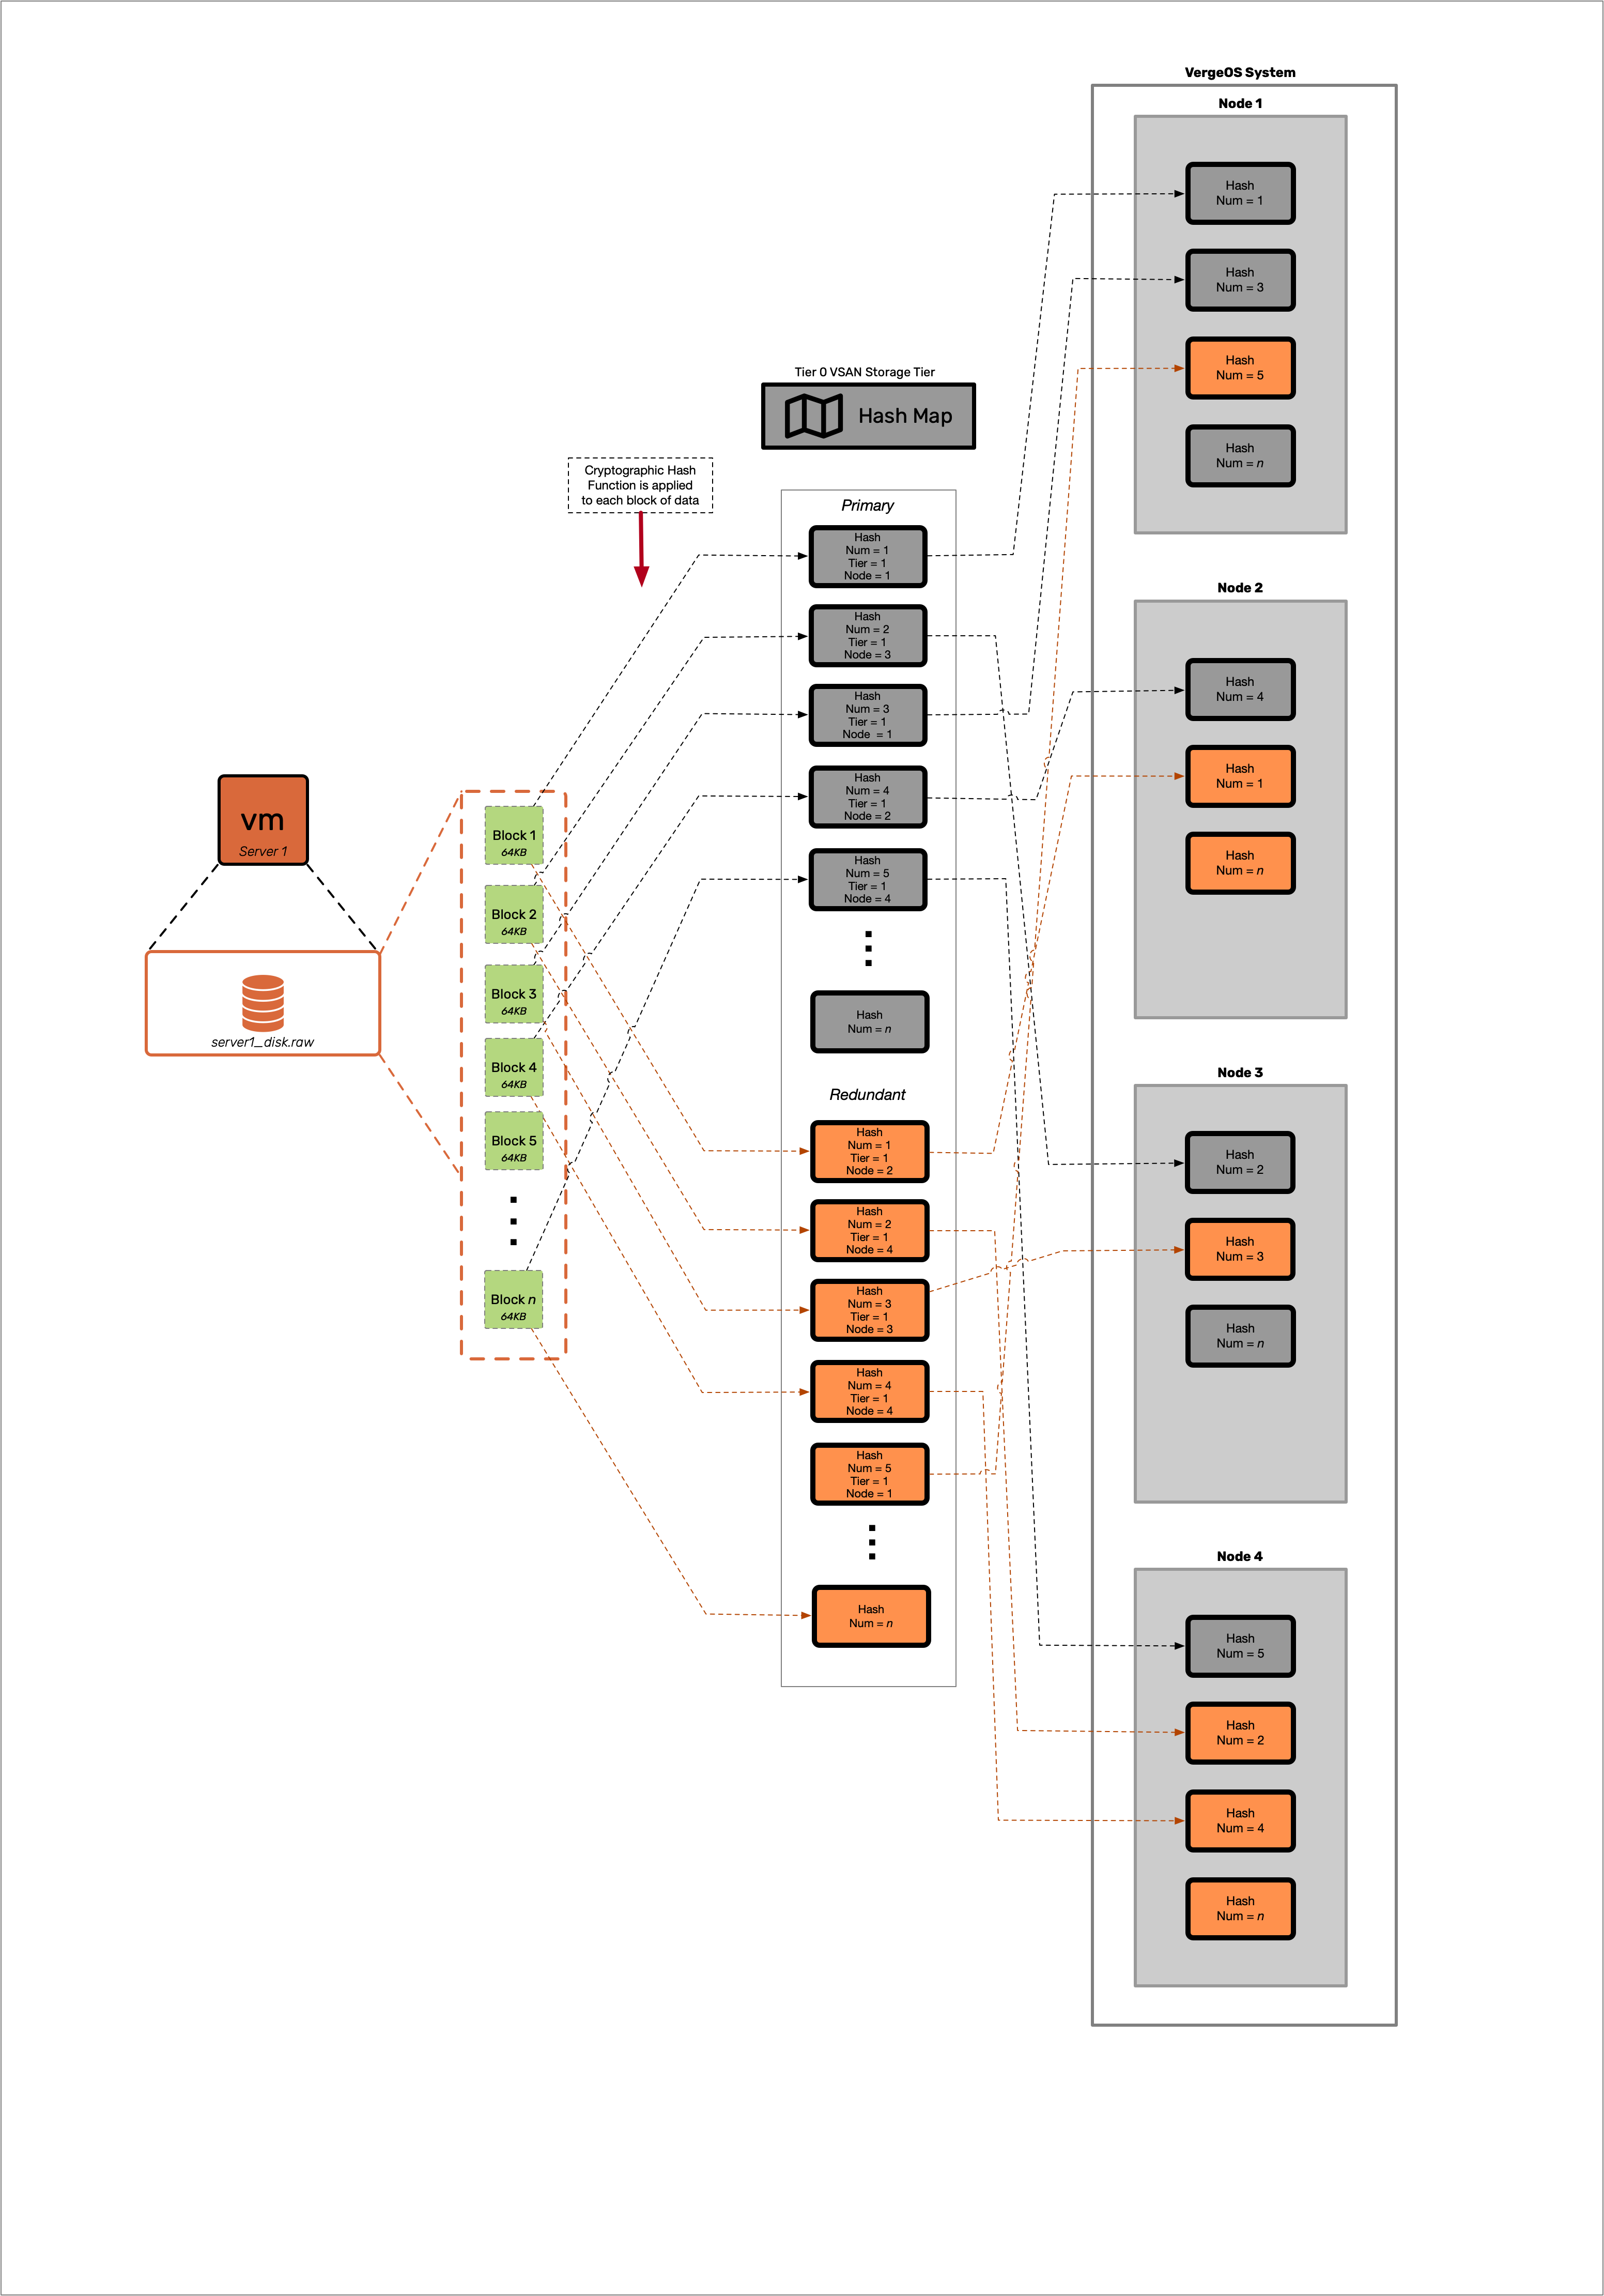 VergeOS System
Node 1
Hash
Num = 1
Hash
Num = 3
Hash
Num = 5
Hash
Num = n
Tier 0 VSAN Storage Tier
Hash Map
Cryptographic Hash
Function is applied
to each block of data
Primary
Hash
Num = 1
Tier = 1
Node = 1
Hash
Num = 2
Tier = 1
Node = 3
Hash
Num = 3
Tier = 1
Node = 1
Hash
Num = 4
Tier = 1
Node = 2
Hash
Num = 5
Tier = 1
Node = 4
Hash
Num = n
Redundant
Hash
Num = 1
Tier = 1
Node = 2
Hash
Num = 2
Tier = 1
Node = 4
Hash
Num = 3
Tier = 1
Node = 3
Hash
Num = 4
Tier = 1
Node = 4
Hash
Num = 5
Tier = 1
Node = 1
Hash
Num = n
vm
Server 1
server1_disk.raw
Block 1
64KB
Block 2
64KB
Block 3
64KB
Block 4
64KB
Block 5
64KB
Block n
64KB
Node 2
Hash
Num = 4
Hash
Num = 1
Hash
Num = n
Node 3
Hash
Num = 2
Hash
Num = 3
Hash
Num = n
Node 4
Hash
Num = 5
Hash
Num = 2
Hash
Num = 4
Hash
Num = n